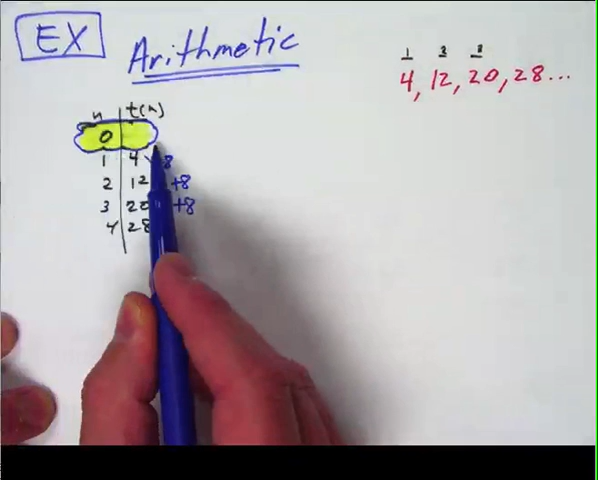 EX
Arithmetic
1 2 3
4, 12, 20, 28...
n t(n)
0
1 4 +8
2 12 +8
3 20 +8
4 28